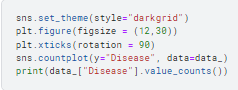 sns.set_theme(style="darkgrid")
plt.figure(figsize = (12,30))
plt.xticks(rotation = 90)
sns.countplot(y="Disease", data=data_)
print(data_["Disease"].value_counts())